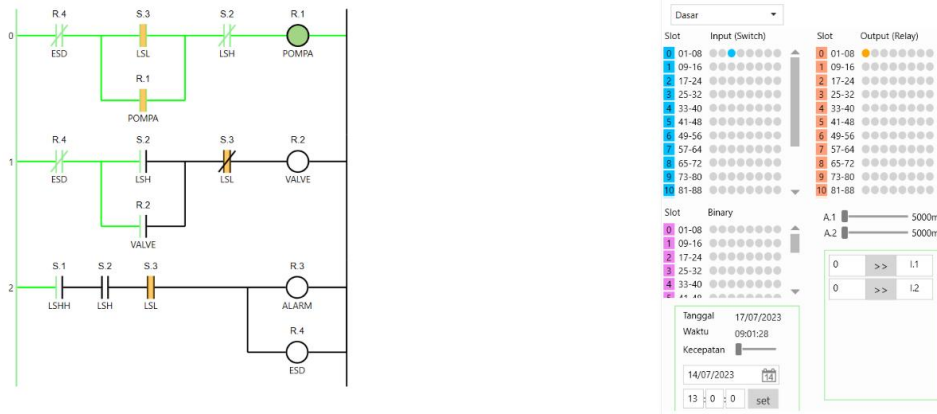 R.4 S.3 S.2 R.1
0
ESD LSL LSH POMPA
R.1
POMPA
R.4 S.2 S.3 R.2
1
ESD LSH LSL VALVE
R.2
VALVE
S.1 S.2 S.3 R.3
2
LSHH LSH LSL ALARM
R.4
ESD
Dasar
Slot Input (Switch)
0 01-08
1 09-16
2 17-24
3 25-32
4 33-40
5 41-48
6 49-56
7 57-64
8 65-72
9 73-80
10 81-88
Slot Output (Relay)
0 01-08
1 09-16
2 17-24
3 25-32
4 33-40
5 41-48
6 49-56
7 57-64
8 65-72
9 73-80
10 81-88
Slot Binary
0 01-08
1 09-16
2 17-24
3 25-32
4 33-40
A.1 5000m
A.2 5000m
0 >> I.1
0 >> I.2
Tanggal 17/07/2023
Waktu 09:01:28
Kecepatan
14/07/2023 14
13 : 0 : 0 set